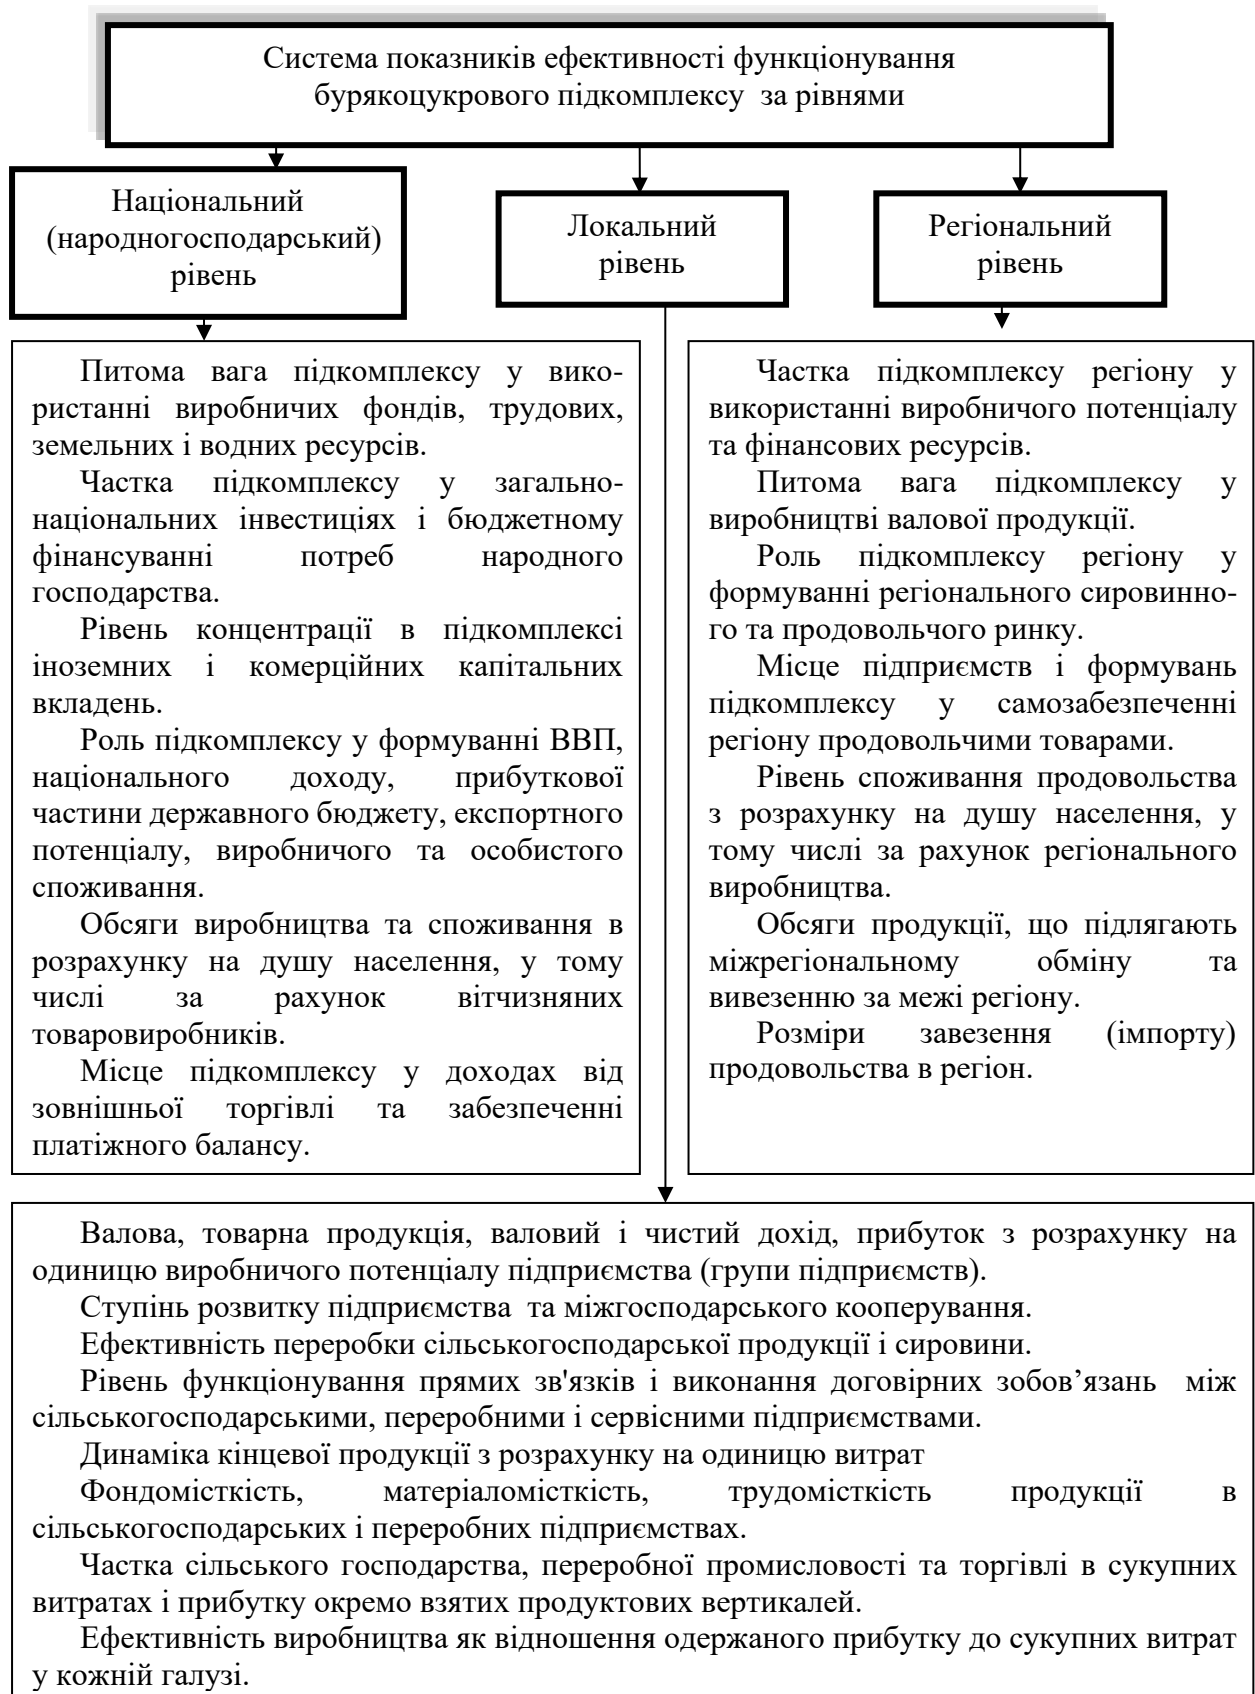 Система показників ефективності функціонування
бурякоцукрового підкомплексу за рівнями
Національний
(народногосподарський)
рівень
Локальний
рівень
Регіональний
рівень
Питома вага підкомплексу у вико-
ристанні виробничих фондів, трудових,
земельних і водних ресурсів.
Частка підкомплексу у загально-
національних інвестиціях і бюджетному
фінансуванні потреб народного
господарства.
Рівень концентрації в підкомплексі
іноземних і комерційних капітальних
вкладень.
Роль підкомплексу у формуванні ВВП,
національного доходу, прибуткової
частини державного бюджету, експортного
потенціалу, виробничого та особистого
споживання.
Обсяги виробництва та споживання в
розрахунку на душу населення, у тому
числі за рахунок вітчизняних
товаровиробників.
Місце підкомплексу у доходах від
зовнішньої торгівлі та забезпеченні
платіжного балансу.
Частка підкомплексу регіону у
використанні виробничого потенціалу
та фінансових ресурсів.
Питома вага підкомплексу у
виробництві валової продукції.
Роль підкомплексу регіону у
формуванні регіонального сировинно-
го та продовольчого ринку.
Місце підприємств і формувань
підкомплексу у самозабезпеченні
регіону продовольчими товарами.
Рівень споживання продовольства
з розрахунку на душу населення, у
тому числі за рахунок регіонального
виробництва.
Обсяги продукції, що підлягають
міжрегіональному обміну та
вивезенню за межі регіону.
Розміри завезення (імпорту)
продовольства в регіон.
Валова, товарна продукція, валовий і чистий дохід, прибуток з розрахунку на
одиницю виробничого потенціалу підприємства (групи підприємств).
Ступінь розвитку підприємства та міжгосподарського кооперування.
Ефективність переробки сільськогосподарської продукції і сировини.
Рівень функціонування прямих зв'язків і виконання договірних зобов’язань між
сільськогосподарськими, переробними і сервісними підприємствами.
Динаміка кінцевої продукції з розрахунку на одиницю витрат
Фондомісткість, матеріаломісткість, трудомісткість продукції в
сільськогосподарських і переробних підприємствах.
Частка сільського господарства, переробної промисловості та торгівлі в сукупних
витратах і прибутку окремо взятих продуктових вертикалей.
Ефективність виробництва як відношення одержаного прибутку до сукупних витрат
у кожній галузі.